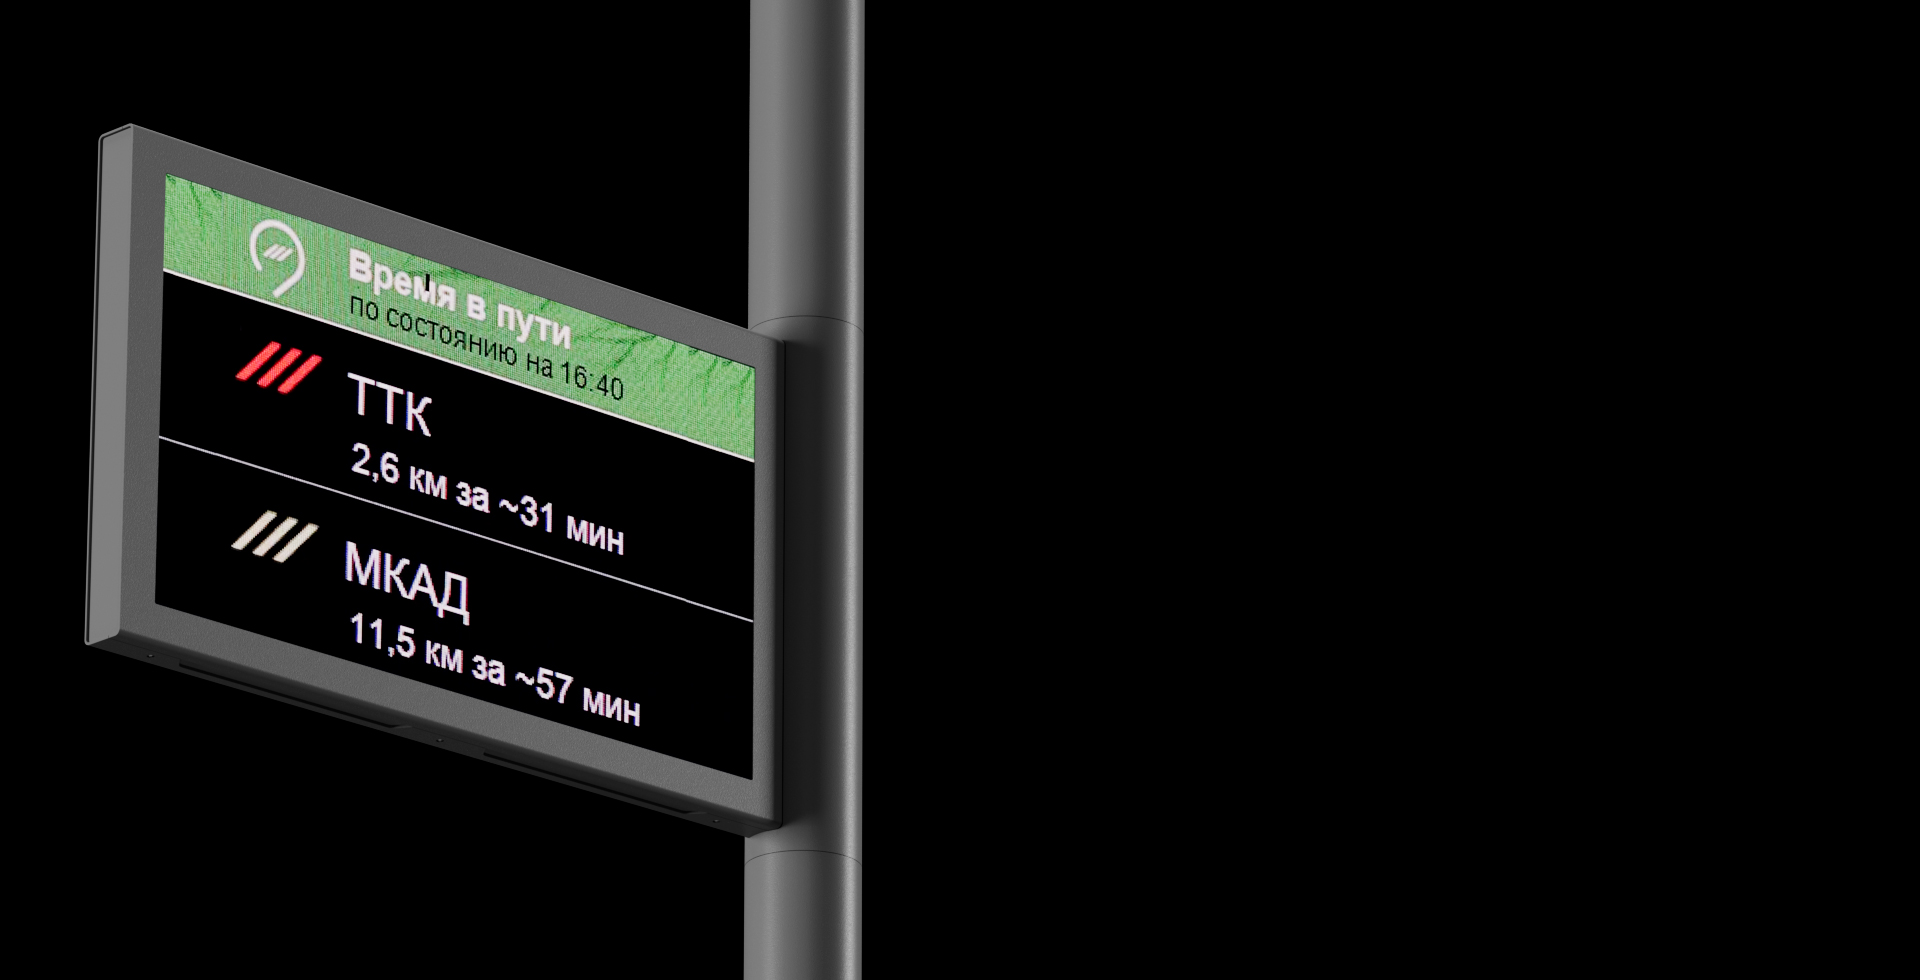 Время в пути
по состоянию на 16:40
ТТК
2,6 км за ~31 мин
МКАД
11,5 км за ~57 мин